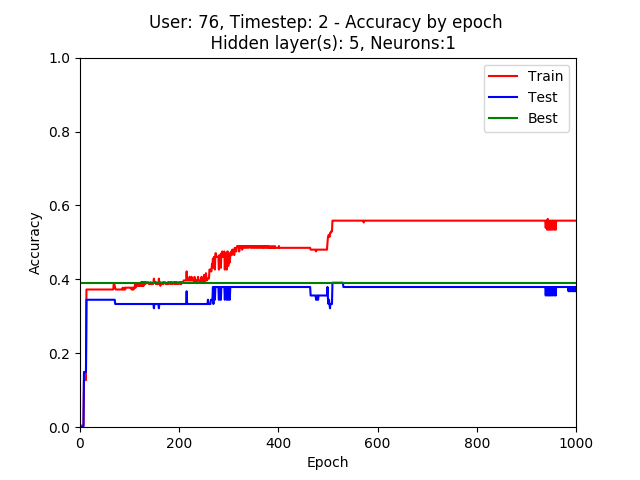 User: 76, Timestep: 2 - Accuracy by epoch
Hidden layer(s): 5, Neurons:1
1.0
0.8
0.6
0.4
0.2
0.0
Accuracy
Train
Test
Best
0 200 400 600 800 1000
Epoch